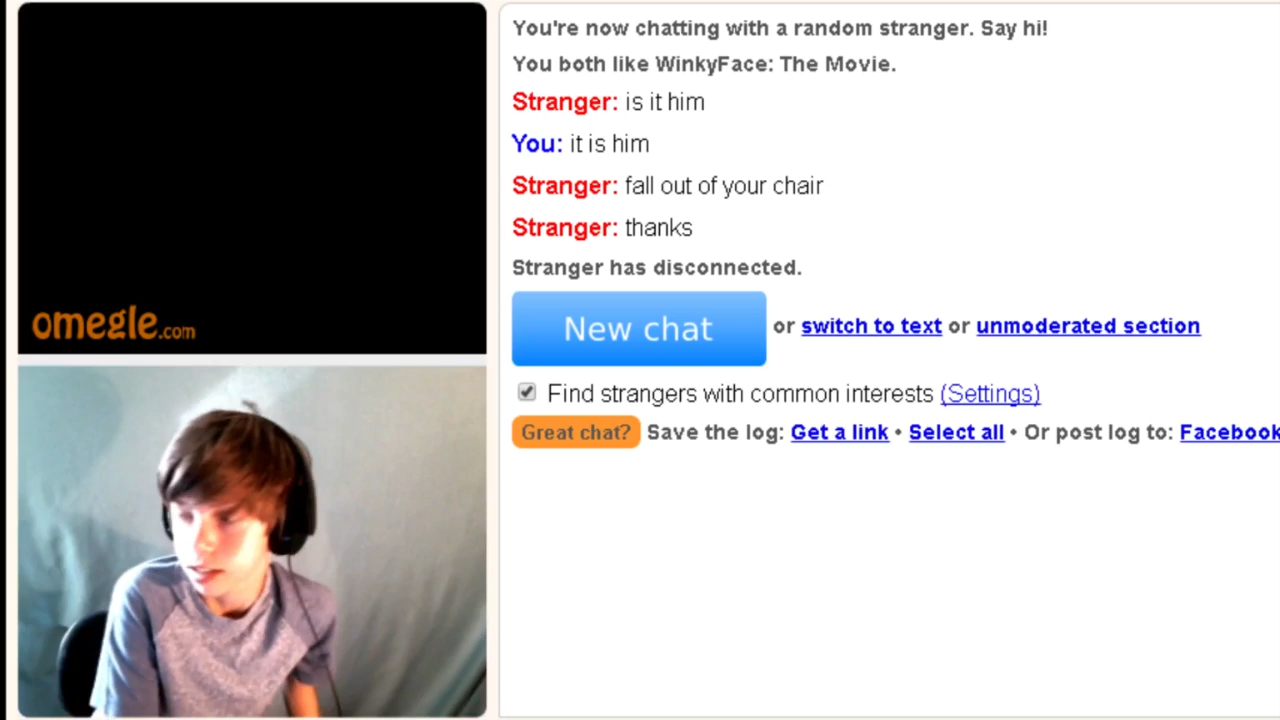 You're now chatting with a random stranger. Say hi!
You both like WinkyFace: The Movie.
Stranger: is it him
You: it is him
Stranger: fall out of your chair
Stranger: thanks
Stranger has disconnected.
New chat or switch to text or unmoderated section
Find strangers with common interests (Settings)
Great chat? Save the log: Get a link • Select all • Or post log to: Facebook
omegle.com